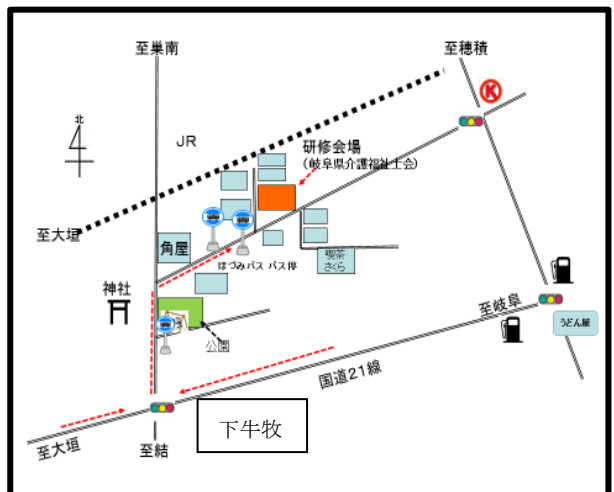 至巣南
至穂積
K
北
JR
研修会場
(岐阜県介護福祉士会)
至大垣
角屋
はづみバス バス停
喫茶
さくら
神社
至岐阜
うどん屋
公園
国道21線
下牛牧
至大垣
至結